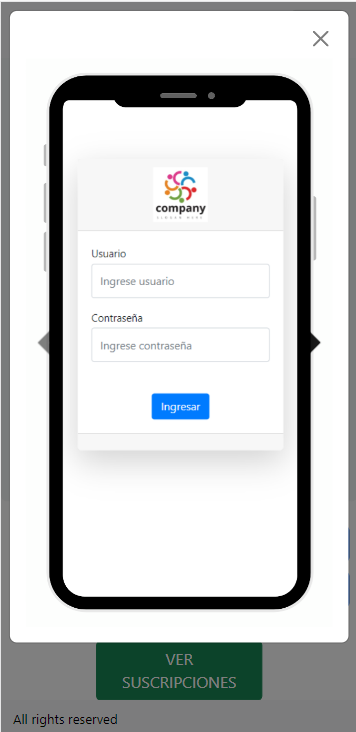 company
SLOGAN HERE
Usuario
Ingrese usuario
Contraseña
Ingrese contraseña
Ingresar
VER
SUSCRIPCIONES
All rights reserved